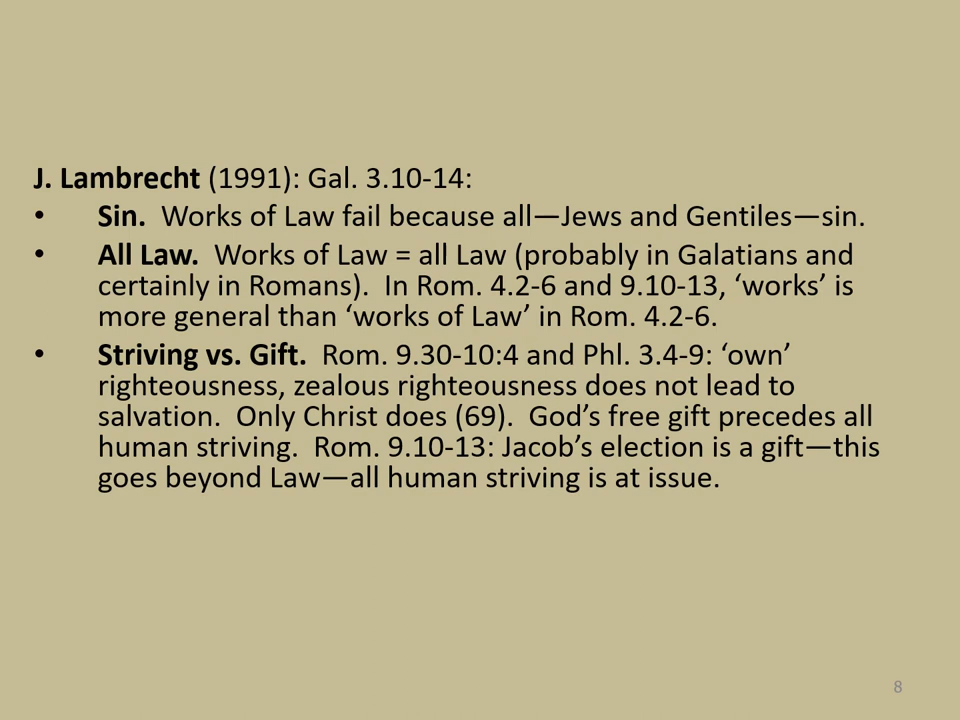 J. Lambrecht (1991): Gal. 3.10-14:
• Sin.  Works of Law fail because all—Jews and Gentiles—sin.
• All Law.  Works of Law = all Law (probably in Galatians and
certainly in Romans).  In Rom. 4.2-6 and 9.10-13, ‘works’ is
more general than ‘works of Law’ in Rom. 4.2-6.
• Striving vs. Gift.  Rom. 9.30-10:4 and Phl. 3.4-9: ‘own’
righteousness, zealous righteousness does not lead to
salvation.  Only Christ does (69).  God’s free gift precedes all
human striving.  Rom. 9.10-13: Jacob’s election is a gift—this
goes beyond Law—all human striving is at issue.
8